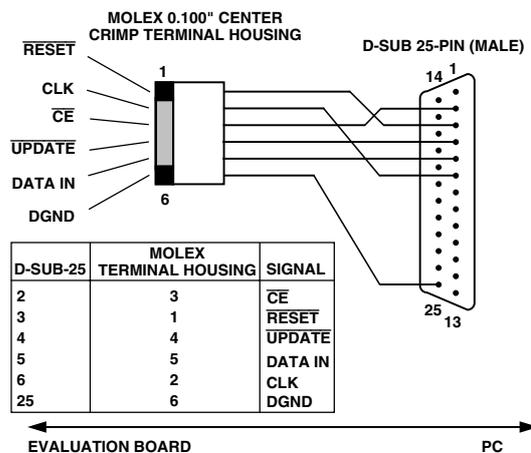 MOLEX 0.100" CENTER
CRIMP TERMINAL HOUSING
D-SUB 25-PIN (MALE)
RESET
CLK
CE
UPDATE
DATA IN
DGND
1
6
14
1
25
13
D-SUB-25 MOLEX TERMINAL HOUSING SIGNAL
2 3 CE
3 1 RESET
4 4 UPDATE
5 5 DATA IN
6 2 CLK
25 6 DGND
EVALUATION BOARD PC